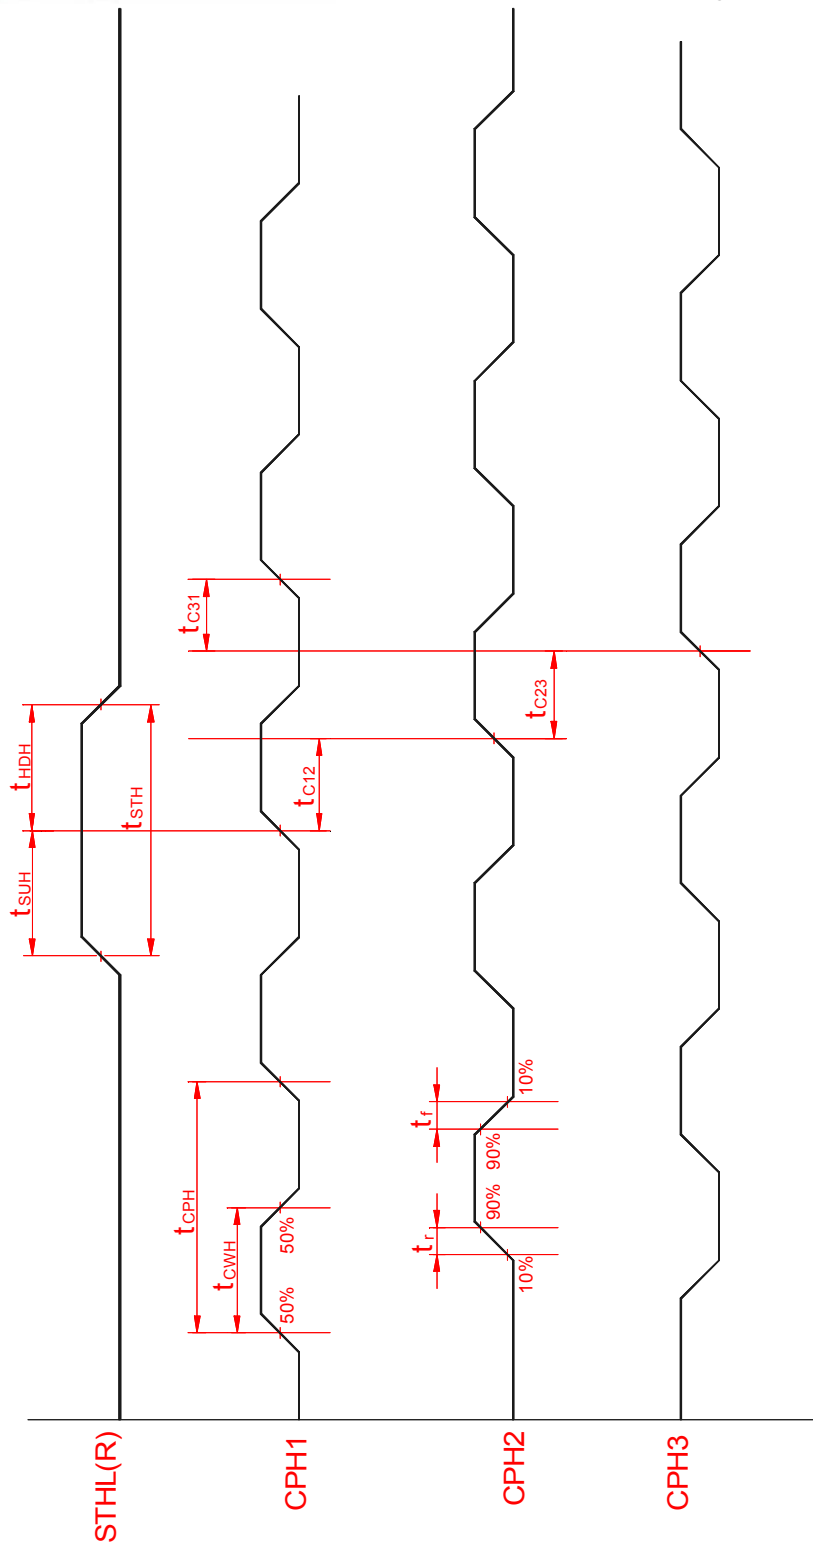 STHL(R)
tSUH
tHDH
tSTH
CPH1
tCPH
tCWH
50%
50%
tC12
tC31
CPH2
tr
10%
90%
tf
90%
10%
tC23
CPH3